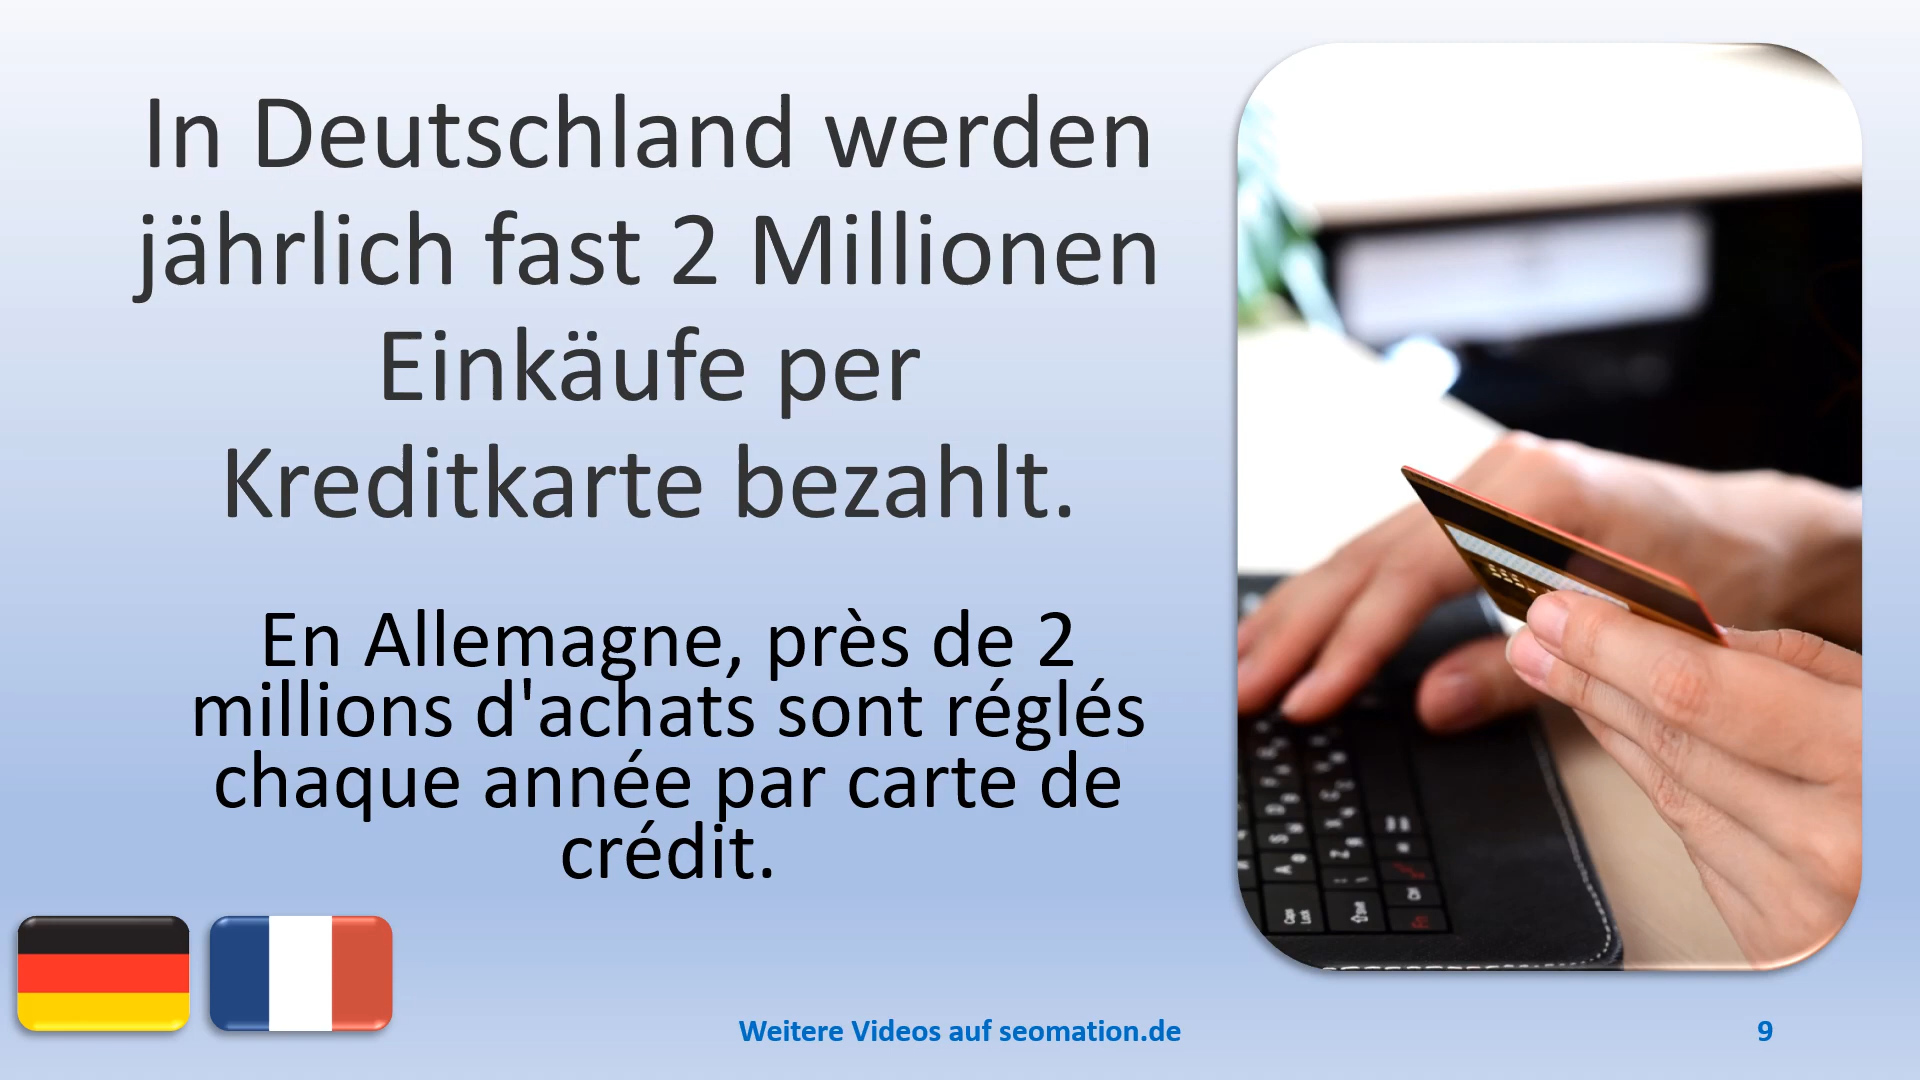 In Deutschland werden
jährlich fast 2 Millionen
Einkäufe per
Kreditkarte bezahlt.
En Allemagne, près de 2
millions d'achats sont réglés
chaque année par carte de
crédit.
Weitere Videos auf seomation.de
9